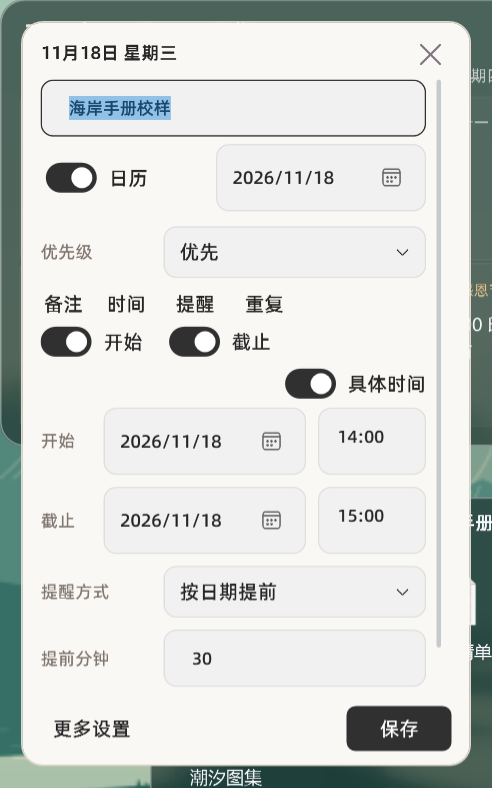 11月18日 星期三
海岸手册校样
日历
2026/11/18
优先级
优先
备注 时间 提醒 重复
开始 截止
具体时间
开始
2026/11/18
14:00
截止
2026/11/18
15:00
提醒方式
按日期提前
提前分钟
30
更多设置
保存
潮汐图集